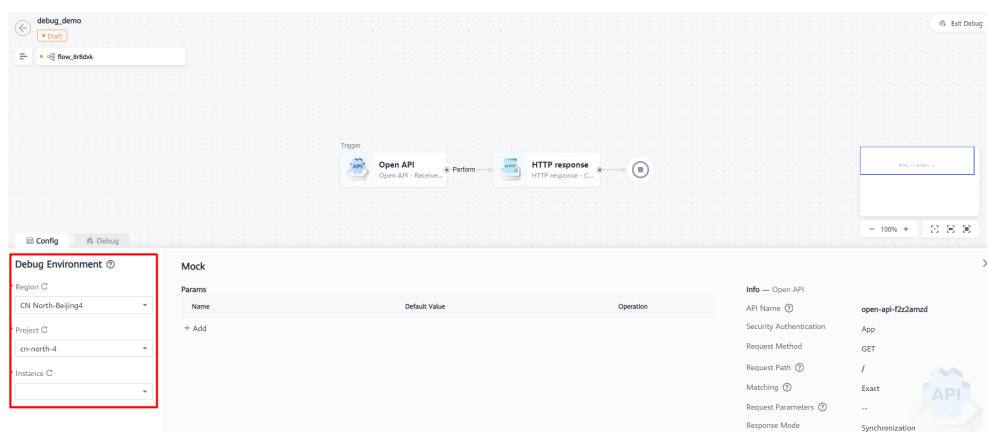 debug_demo
Draft
Exit Debug
flow_8r8dxk
Trigger
Open API
Open API - Receive...
Perform
HTTP response
HTTP response - C...
100%
Config
Debug
Debug Environment
Mock
* Region
Params
Info — Open API
CN North-Beijing4
Name
Default Value
Operation
API Name
open-api-f2z2amzd
* Project
+ Add
Security Authentication
App
cn-north-4
Request Method
GET
* Instance
Request Path
/
Matching
Exact
Request Parameters
--
Response Mode
Synchronization